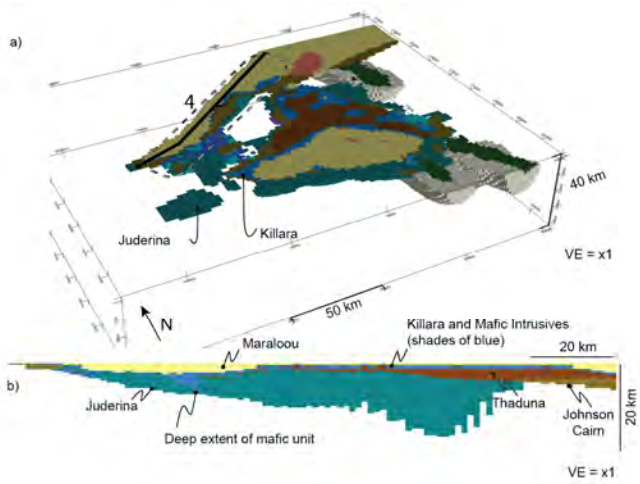 a)
4
40 km
Juderina
Killara
VE = x1
50 km
N
Killara and Mafic Intrusives
(shades of blue)
20 km
Maraloou
b)
Juderina
Thaduna
Deep extent of mafic unit
Johnson
Cairn
20 km
VE = x1